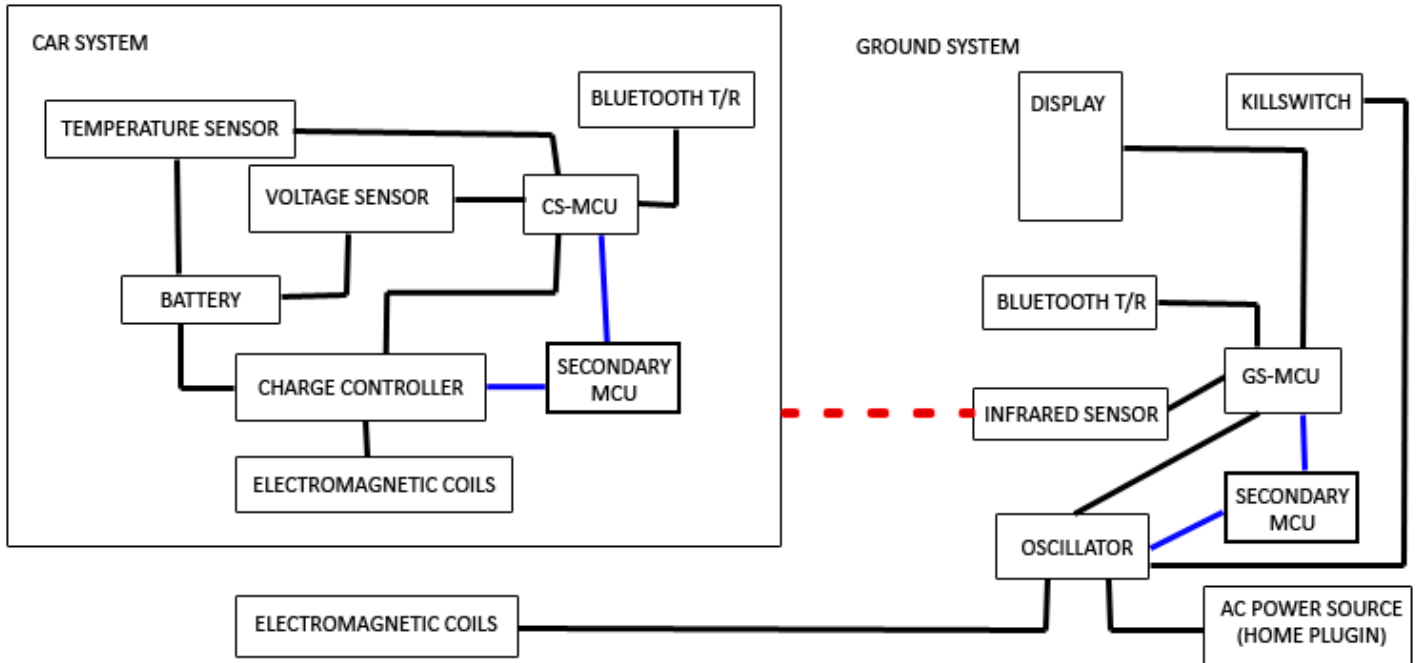 CAR SYSTEM
TEMPERATURE SENSOR
BLUETOOTH T/R
VOLTAGE SENSOR
CS-MCU
BATTERY
CHARGE CONTROLLER
SECONDARY
MCU
ELECTROMAGNETIC COILS
GROUND SYSTEM
DISPLAY
KILLSWITCH
BLUETOOTH T/R
GS-MCU
INFRARED SENSOR
SECONDARY
MCU
OSCILLATOR
ELECTROMAGNETIC COILS
AC POWER SOURCE
(HOME PLUGIN)